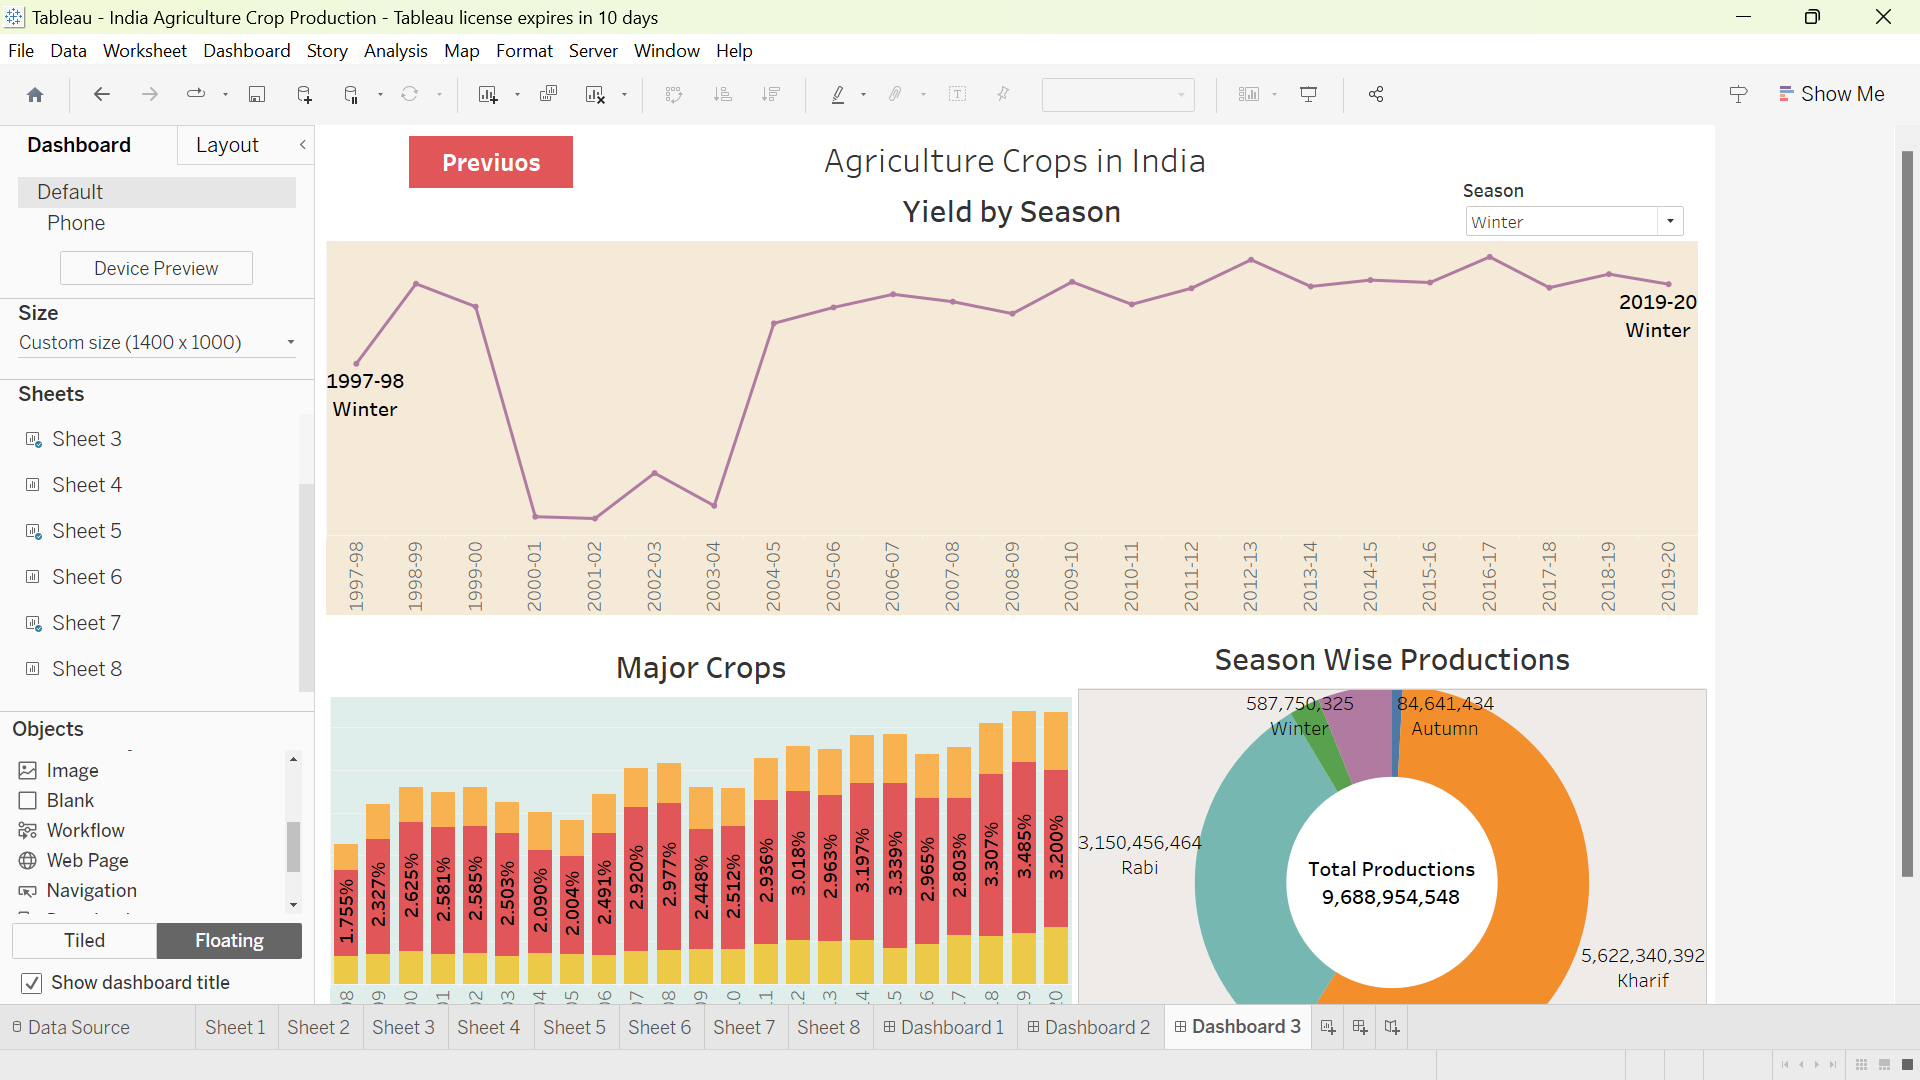 Tableau - India Agriculture Crop Production - Tableau license expires in 10 days
File Data Worksheet Dashboard Story Analysis Map Format Server Window Help
Show Me
Dashboard
Layout
Default
Phone
Device Preview
Size
Custom size (1400 x 1000)
Sheets
Sheet 3
Sheet 4
Sheet 5
Sheet 6
Sheet 7
Sheet 8
Objects
Image
Blank
Workflow
Web Page
Navigation
Tiled
Floating
Show dashboard title
Previuos
Agriculture Crops in India
Yield by Season
Season
Winter
1997-98
Winter
2019-20
Winter
1997-98
1998-99
1999-00
2000-01
2001-02
2002-03
2003-04
2004-05
2005-06
2006-07
2007-08
2008-09
2009-10
2010-11
2011-12
2012-13
2013-14
2014-15
2015-16
2016-17
2017-18
2018-19
2019-20
Major Crops
1.755%
2.327%
2.625%
2.581%
2.585%
2.503%
2.090%
2.004%
2.491%
2.920%
2.977%
2.448%
2.512%
2.936%
3.018%
2.963%
3.197%
3.339%
2.965%
2.803%
3.307%
3.485%
3.200%
Season Wise Productions
587,750,325
Winter
84,641,434
Autumn
3,150,456,464
Rabi
Total Productions
9,688,954,548
5,622,340,392
Kharif
Data Source
Sheet 1
Sheet 2
Sheet 3
Sheet 4
Sheet 5
Sheet 6
Sheet 7
Sheet 8
Dashboard 1
Dashboard 2
Dashboard 3